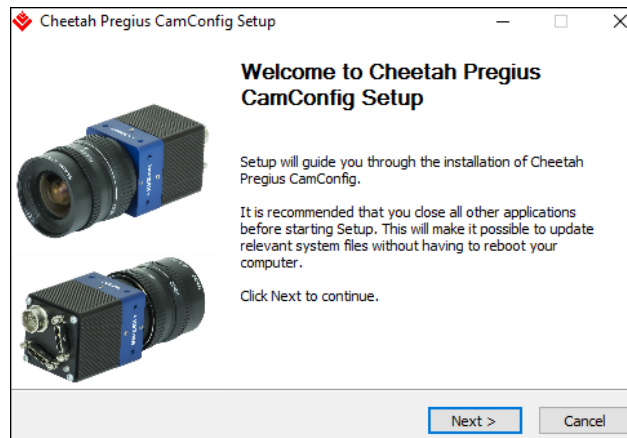 Cheetah Pregius CamConfig Setup
Welcome to Cheetah Pregius
CamConfig Setup
Setup will guide you through the installation of Cheetah
Pregius CamConfig.
It is recommended that you close all other applications
before starting Setup. This will make it possible to update
relevant system files without having to reboot your
computer.
Click Next to continue.
Next >
Cancel